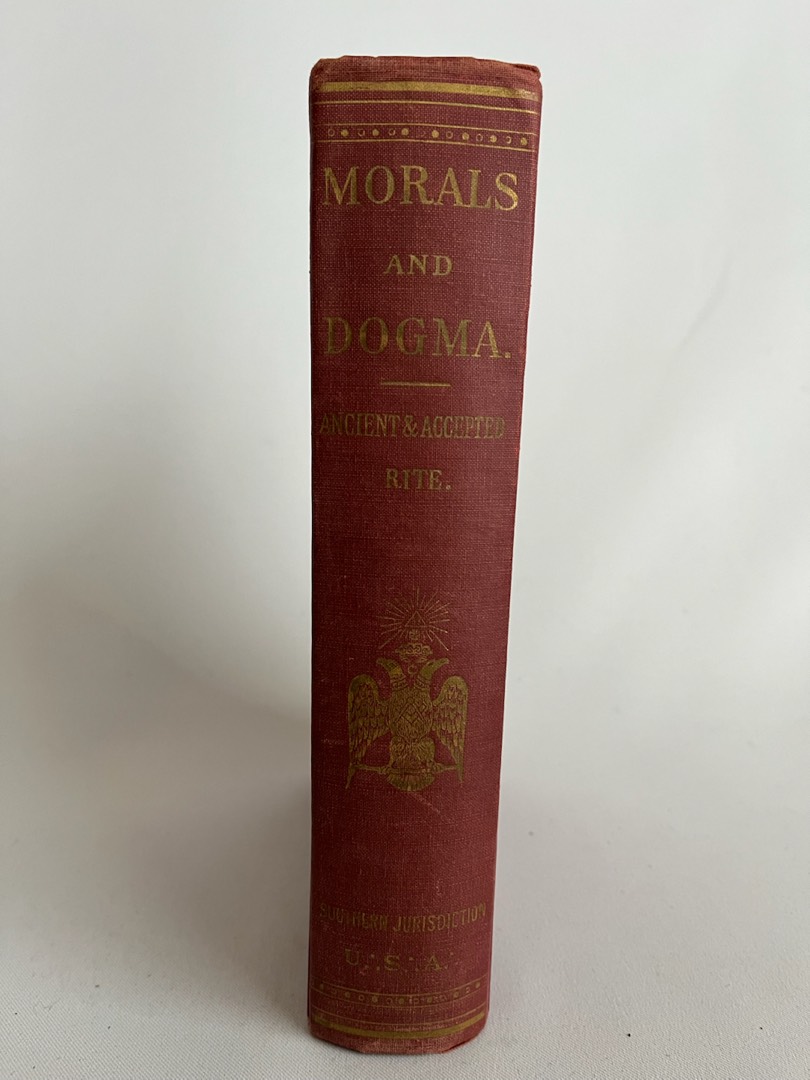 MORALS
AND
DOGMA.
ANCIENT & ACCEPTED
RITE.
SOUTHERN JURISDICTION
U∴S∴A∴